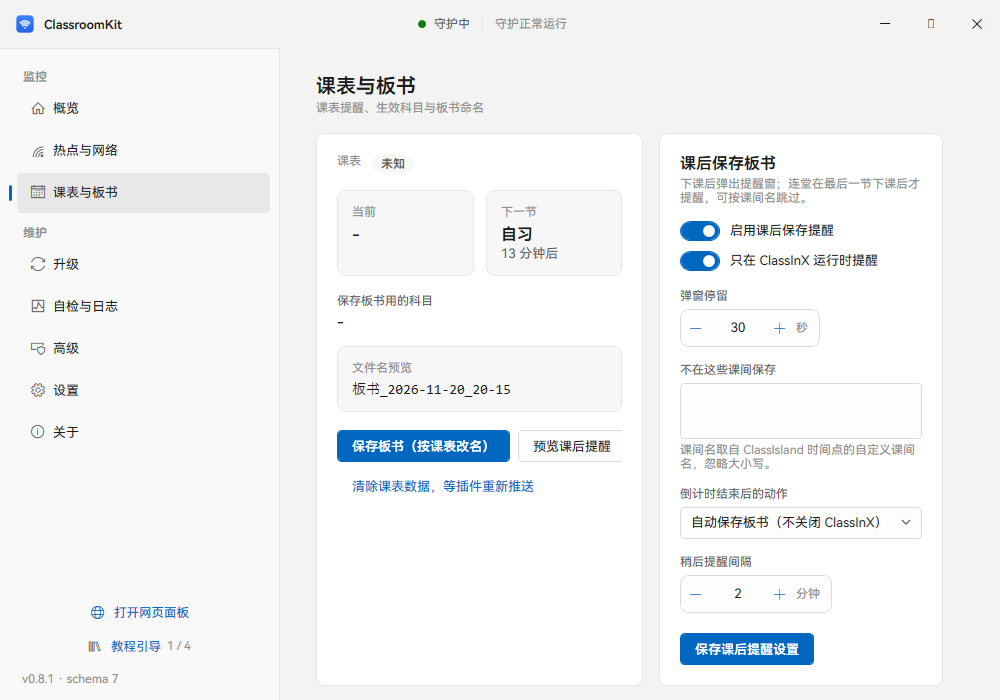 ClassroomKit
守护中
守护正常运行
监控
概览
热点与网络
课表与板书
维护
升级
自检与日志
高级
设置
关于
打开网页面板
教程引导 1 / 4
v0.8.1 · schema 7
课表与板书
课表提醒、生效科目与板书命名
课表 未知
当前
-
下一节
自习
13 分钟后
保存板书用的科目
-
文件名预览
板书_2026-11-20_20-15
保存板书（按课表改名）
预览课后提醒
清除课表数据，等插件重新推送
课后保存板书
下课后弹出提醒窗；连堂在最后一节下课后才
提醒，可按课间名跳过。
启用课后保存提醒
只在 ClassInX 运行时提醒
弹窗停留
30 秒
不在这些课间保存
课间名取自 ClassIsland 时间点的自定义课间
名，忽略大小写。
倒计时结束后的动作
自动保存板书（不关闭 ClassInX）
稍后提醒间隔
2 分钟
保存课后提醒设置